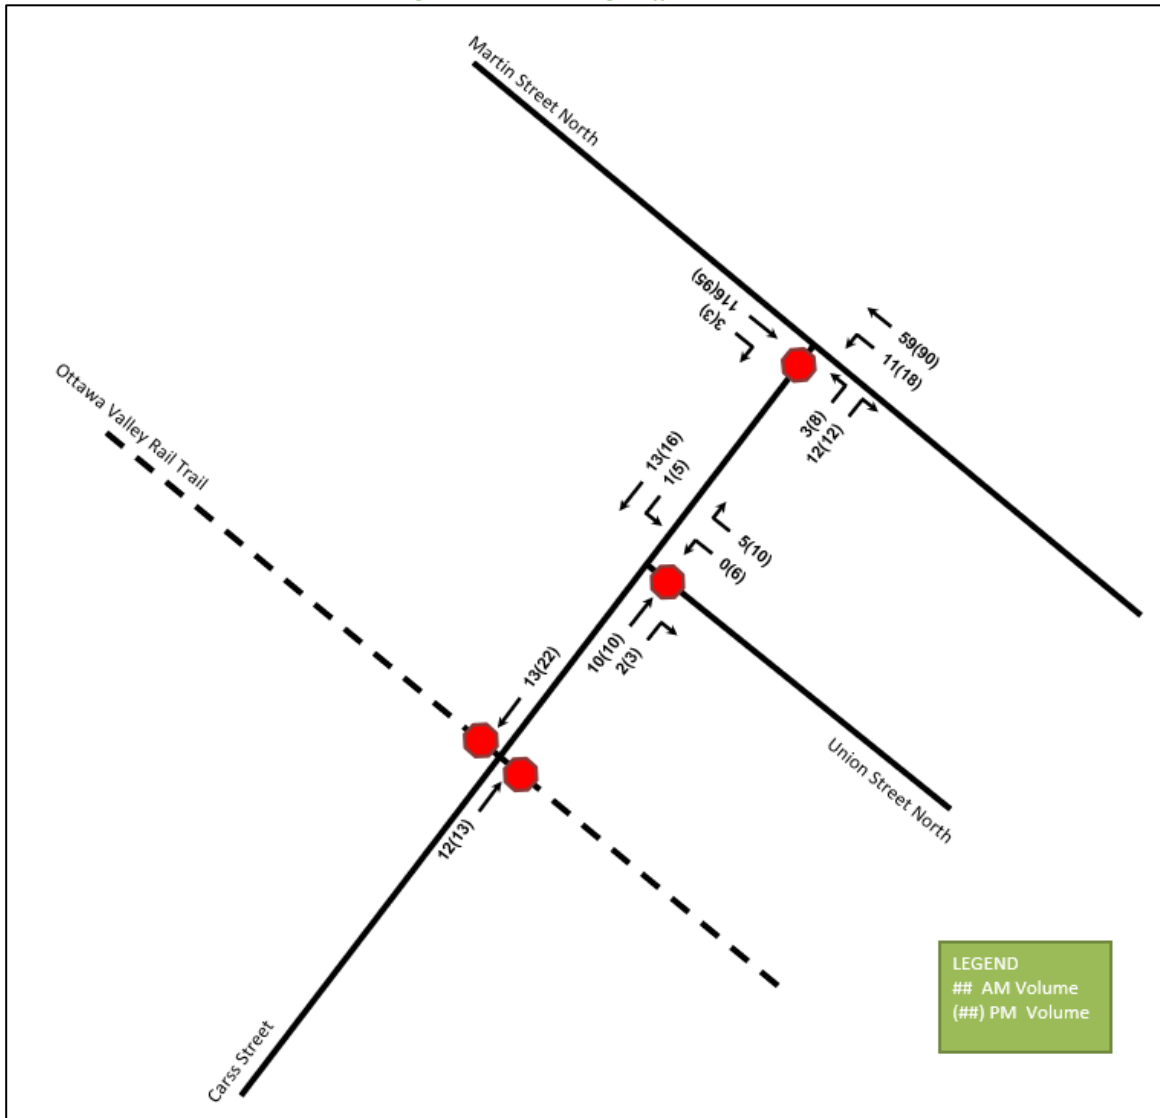 Martin Street North
116(95)
3(3)
59(90)
11(18)
3(8)
12(12)
Ottawa Valley Rail Trail
13(16)
1(5)
5(10)
0(6)
10(10)
2(3)
13(22)
12(13)
Union Street North
Carss Street
LEGEND
## AM Volume
(##) PM Volume